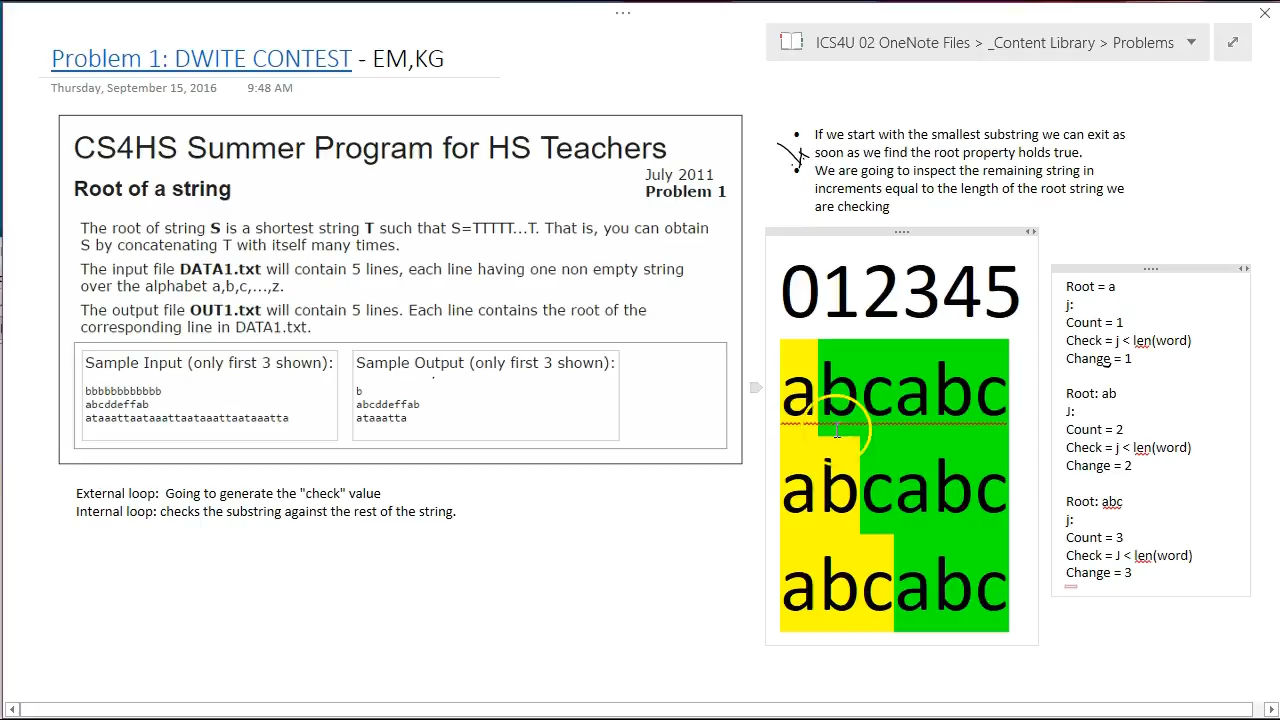 ICS4U 02 OneNote Files > _Content Library > Problems
Problem 1: DWITE CONTEST - EM,KG
Thursday, September 15, 2016 9:48 AM
CS4HS Summer Program for HS Teachers
July 2011
Root of a string
Problem 1
The root of string S is a shortest string T such that S=TTTTT...T. That is, you can obtain
S by concatenating T with itself many times.
The input file DATA1.txt will contain 5 lines, each line having one non empty string
over the alphabet a,b,c,...,z.
The output file OUT1.txt will contain 5 lines. Each line contains the root of the
corresponding line in DATA1.txt.
Sample Input (only first 3 shown):
bbbbbbbbbbbb
abcddeffab
ataaattaataaattaataaattaataaatta
Sample Output (only first 3 shown):
b
abcddeffab
ataaatta
External loop: Going to generate the "check" value
Internal loop: checks the substring against the rest of the string.
• If we start with the smallest substring we can exit as
soon as we find the root property holds true.
• We are going to inspect the remaining string in
increments equal to the length of the root string we
are checking
012345
abcabc
abcabc
abcabc
Root = a
j:
Count = 1
Check = j < len(word)
Change = 1
Root: ab
J:
Count = 2
Check = j < len(word)
Change = 2
Root: abc
j:
Count = 3
Check = J < len(word)
Change = 3